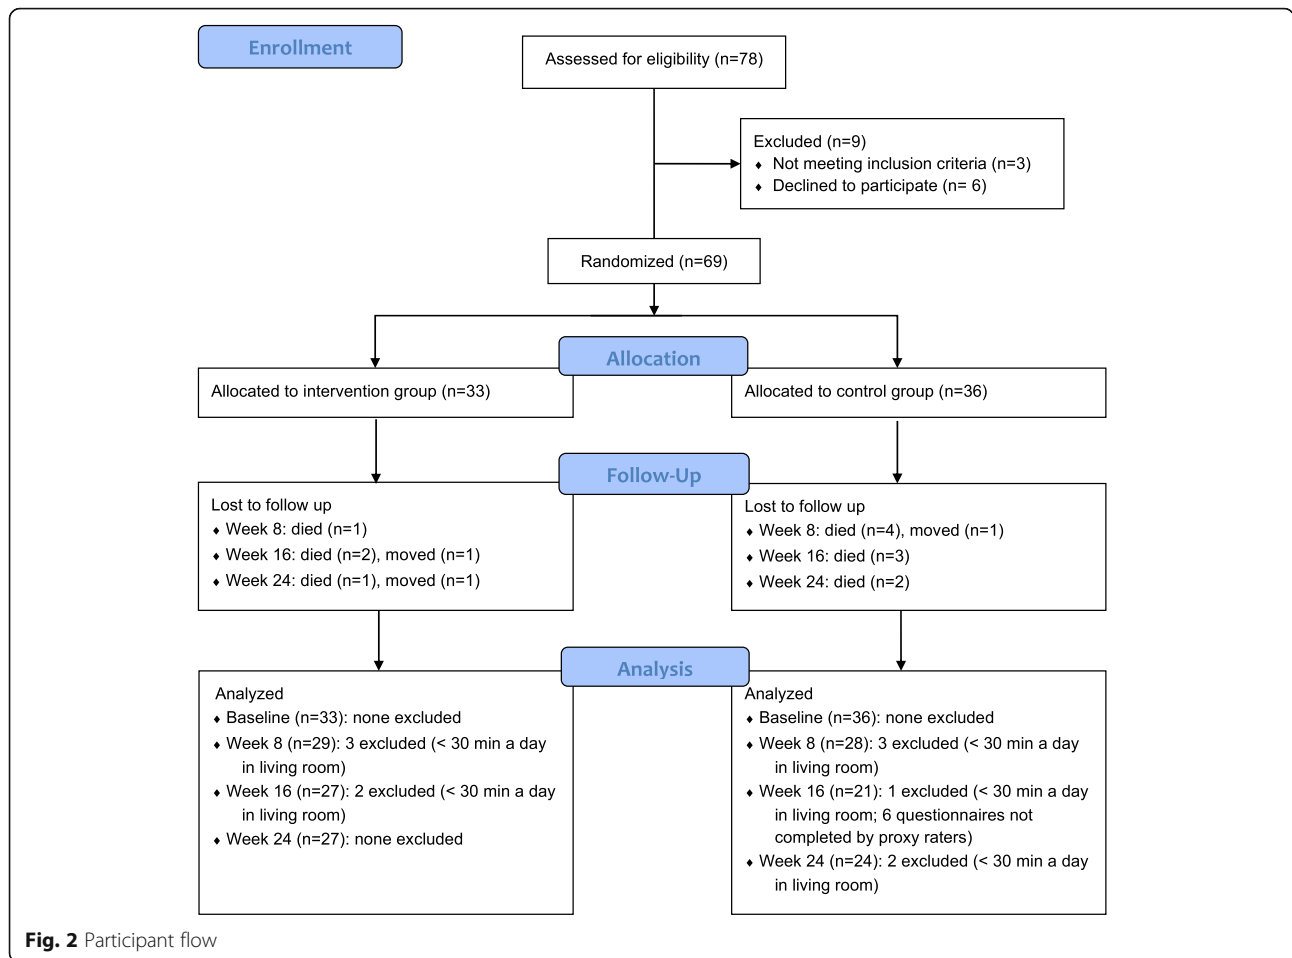 Enrollment
Assessed for eligibility (n=78)
Excluded (n=9)
♦ Not meeting inclusion criteria (n=3)
♦ Declined to participate (n= 6)
Randomized (n=69)
Allocation
Allocated to intervention group (n=33)
Allocated to control group (n=36)
Follow-Up
Lost to follow up
♦ Week 8: died (n=1)
♦ Week 16: died (n=2), moved (n=1)
♦ Week 24: died (n=1), moved (n=1)
Lost to follow up
♦ Week 8: died (n=4), moved (n=1)
♦ Week 16: died (n=3)
♦ Week 24: died (n=2)
Analysis
Analyzed
♦ Baseline (n=33): none excluded
♦ Week 8 (n=29): 3 excluded (< 30 min a day
in living room)
♦ Week 16 (n=27): 2 excluded (< 30 min a day
in living room)
♦ Week 24 (n=27): none excluded
Analyzed
♦ Baseline (n=36): none excluded
♦ Week 8 (n=28): 3 excluded (< 30 min a day
in living room)
♦ Week 16 (n=21): 1 excluded (< 30 min a day
in living room; 6 questionnaires not
completed by proxy raters)
♦ Week 24 (n=24): 2 excluded (< 30 min a day
in living room)
Fig. 2 Participant flow